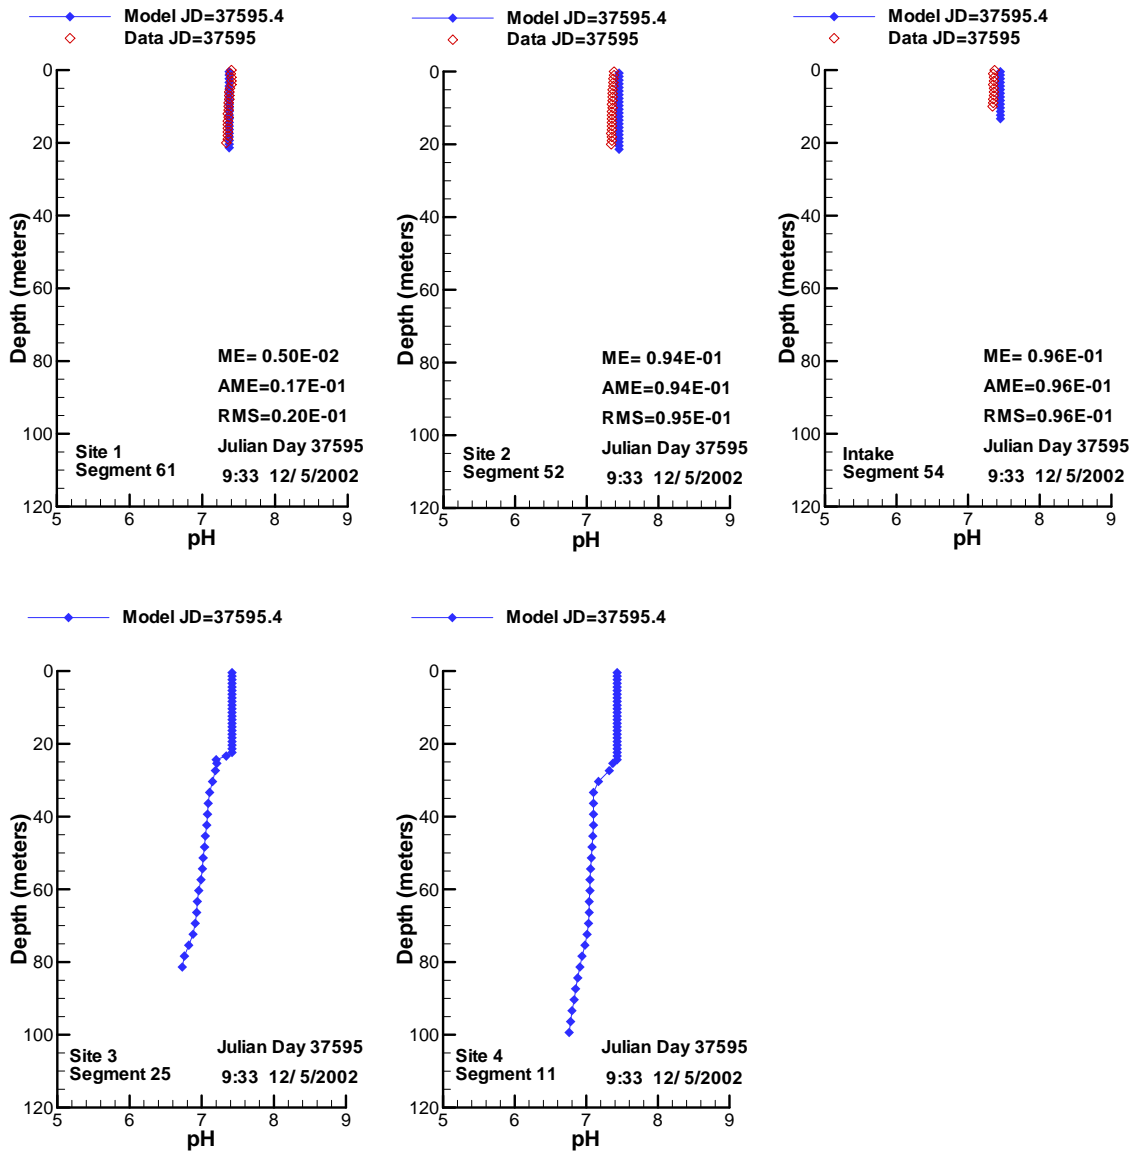 Model JD=37595.4
Data JD=37595
0
20
40
60
80
100
120
Depth (meters)
ME= 0.50E-02
AME=0.17E-01
RMS=0.20E-01
Julian Day 37595
9:33 12/ 5/2002
Site 1
Segment 61
5 6 7 8 9
pH
Model JD=37595.4
Data JD=37595
0
20
40
60
80
100
120
Depth (meters)
ME= 0.94E-01
AME=0.94E-01
RMS=0.95E-01
Julian Day 37595
9:33 12/ 5/2002
Site 2
Segment 52
5 6 7 8 9
pH
Model JD=37595.4
Data JD=37595
0
20
40
60
80
100
120
Depth (meters)
ME= 0.96E-01
AME=0.96E-01
RMS=0.96E-01
Julian Day 37595
9:33 12/ 5/2002
Intake
Segment 54
5 6 7 8 9
pH
Model JD=37595.4
0
20
40
60
80
100
120
Depth (meters)
Julian Day 37595
9:33 12/ 5/2002
Site 3
Segment 25
5 6 7 8 9
pH
Model JD=37595.4
0
20
40
60
80
100
120
Depth (meters)
Julian Day 37595
9:33 12/ 5/2002
Site 4
Segment 11
5 6 7 8 9
pH